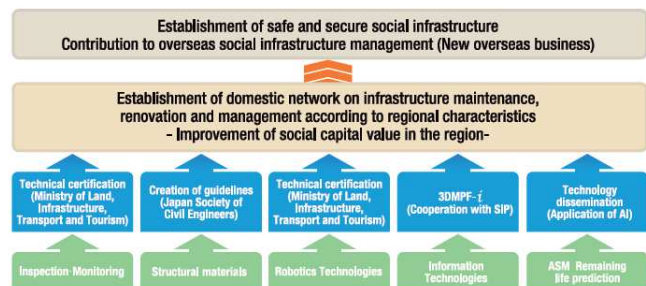 Establishment of safe and secure social infrastructure
Contribution to overseas social infrastructure management (New overseas business)
Establishment of domestic network on infrastructure maintenance,
renovation and management according to regional characteristics
- Improvement of social capital value in the region-
Technical certification
(Ministry of Land,
Infrastructure,
Transport and Tourism)
Creation of guidelines
(Japan Society of
Civil Engineers)
Technical certification
(Ministry of Land,
Infrastructure,
Transport and Tourism)
3DMPF-i
(Cooperation with SIP)
Technology
dissemination
(Application of AI)
Inspection·Monitoring
Structural materials
Robotics Technologies
Information
Technologies
ASM Remaining
life prediction